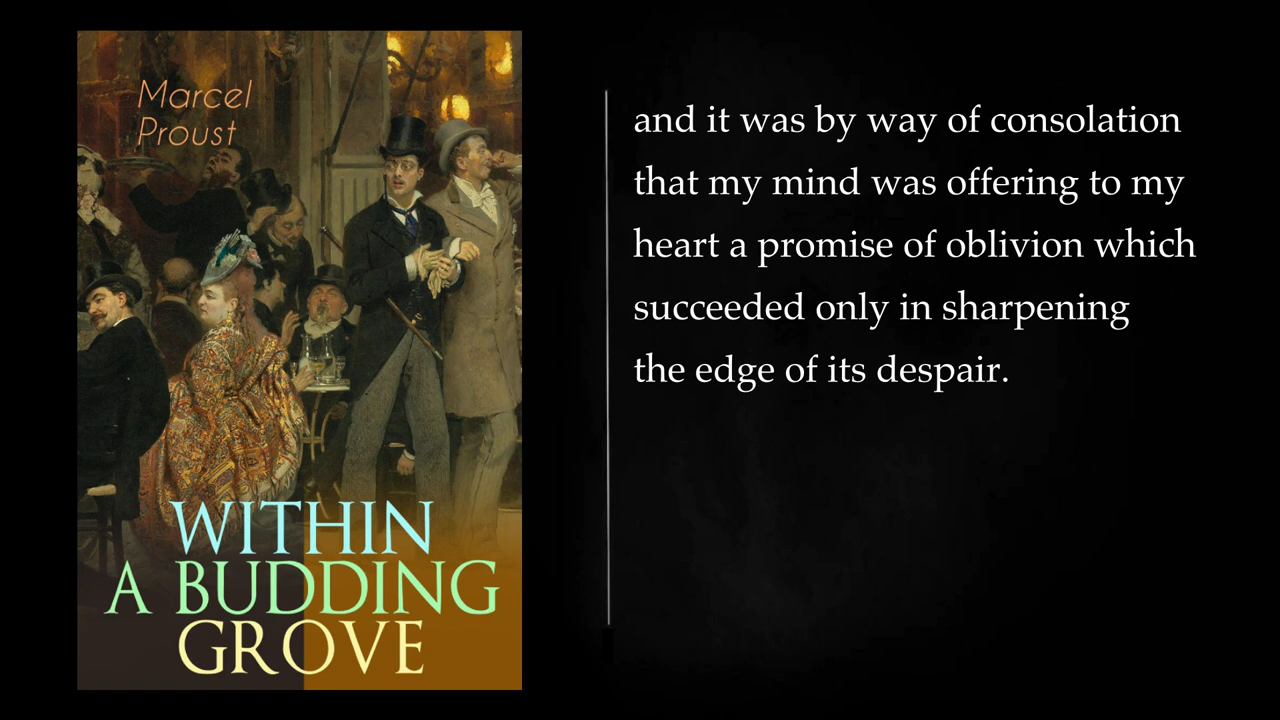 Marcel
Proust
WITHIN
A BUDDING
GROVE
and it was by way of consolation
that my mind was offering to my
heart a promise of oblivion which
succeeded only in sharpening
the edge of its despair.